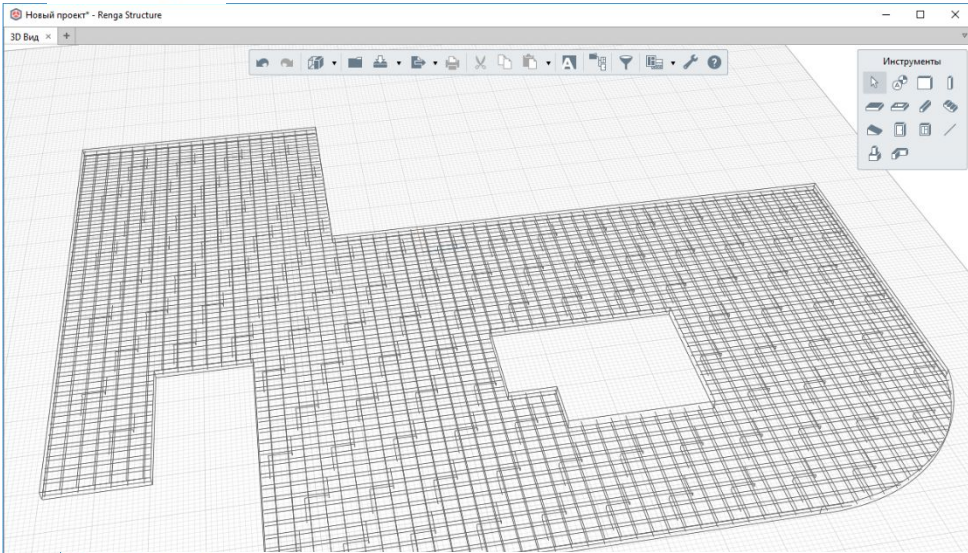 Новый проект* - Renga Structure
3D Вид
Инструменты